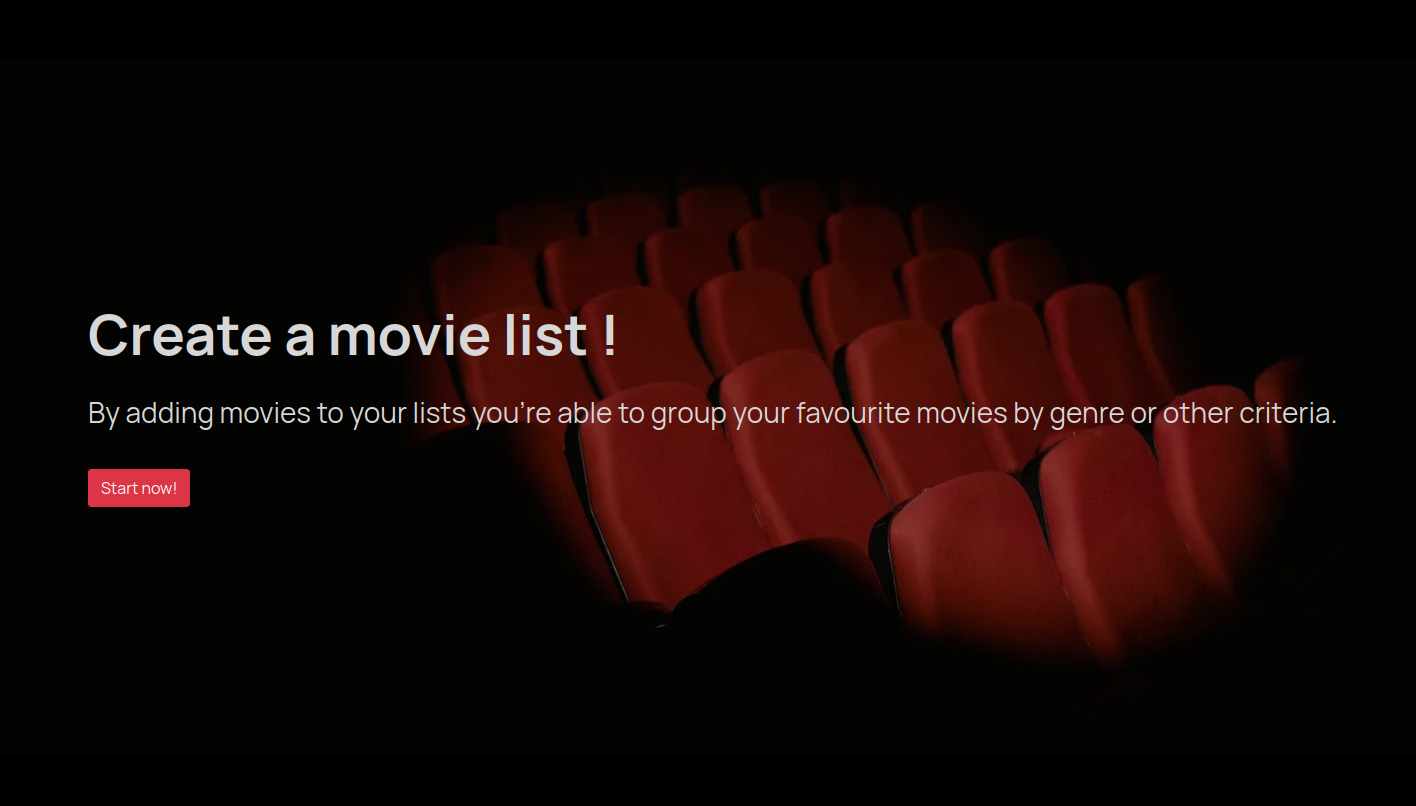 Create a movie list !
By adding movies to your lists you're able to group your favourite movies by genre or other criteria.
Start now!